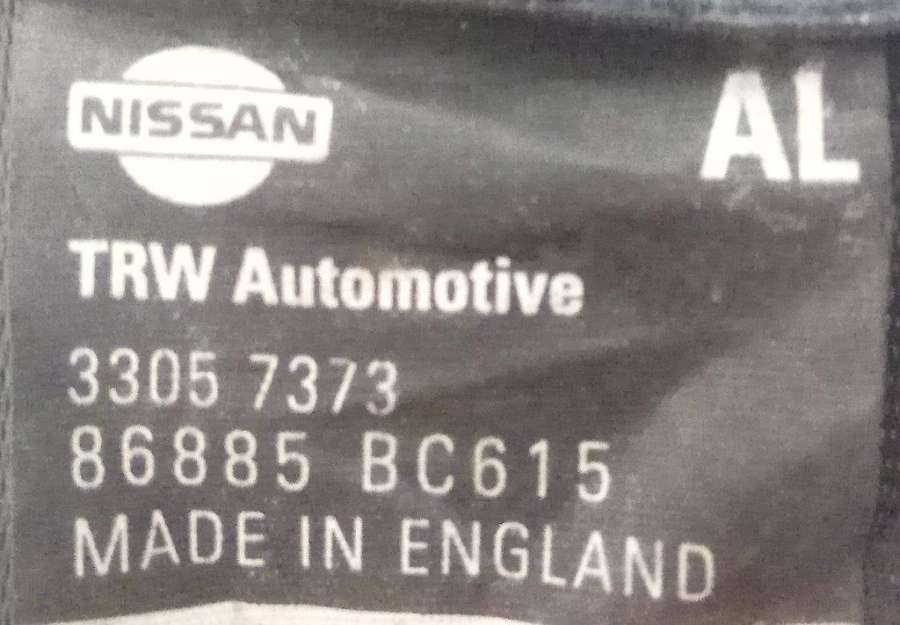 NISSAN
AL
TRW Automotive
3305 7373
86885 BC615
MADE IN ENGLAND